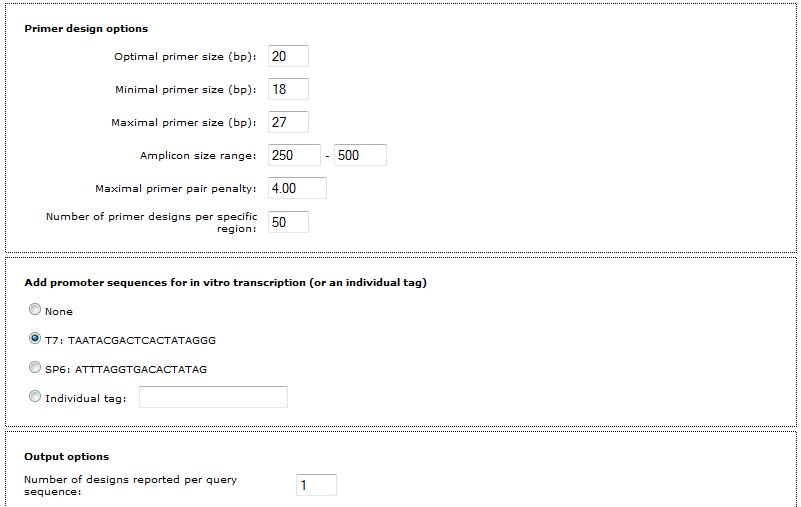 Primer design options
Optimal primer size (bp): 20
Minimal primer size (bp): 18
Maximal primer size (bp): 27
Amplicon size range: 250 - 500
Maximal primer pair penalty: 4.00
Number of primer designs per specific
region: 50
Add promoter sequences for in vitro transcription (or an individual tag)
None
T7: TAATACGACTCACTATAGGG
SP6: ATTTAGGTGACACTATAG
Individual tag:
Output options
Number of designs reported per query
sequence: 1